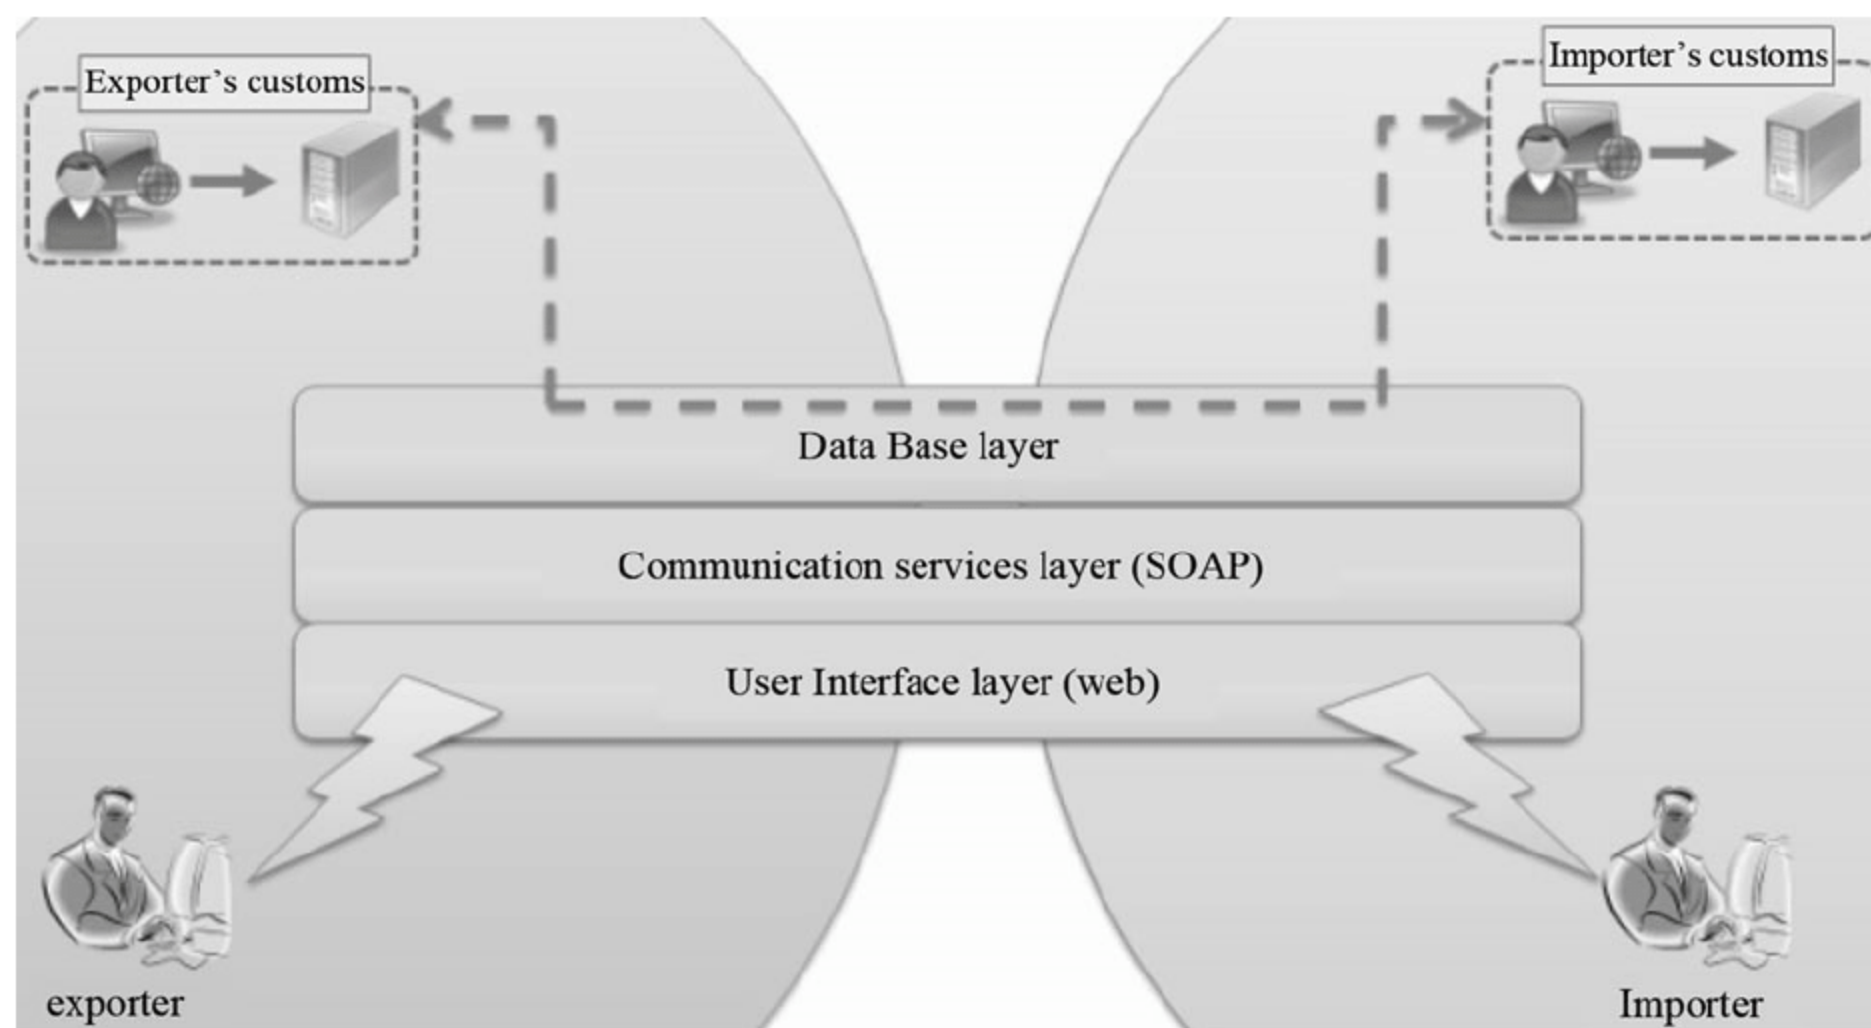 Exporter's customs
Importer's customs
Data Base layer
Communication services layer (SOAP)
User Interface layer (web)
exporter
Importer